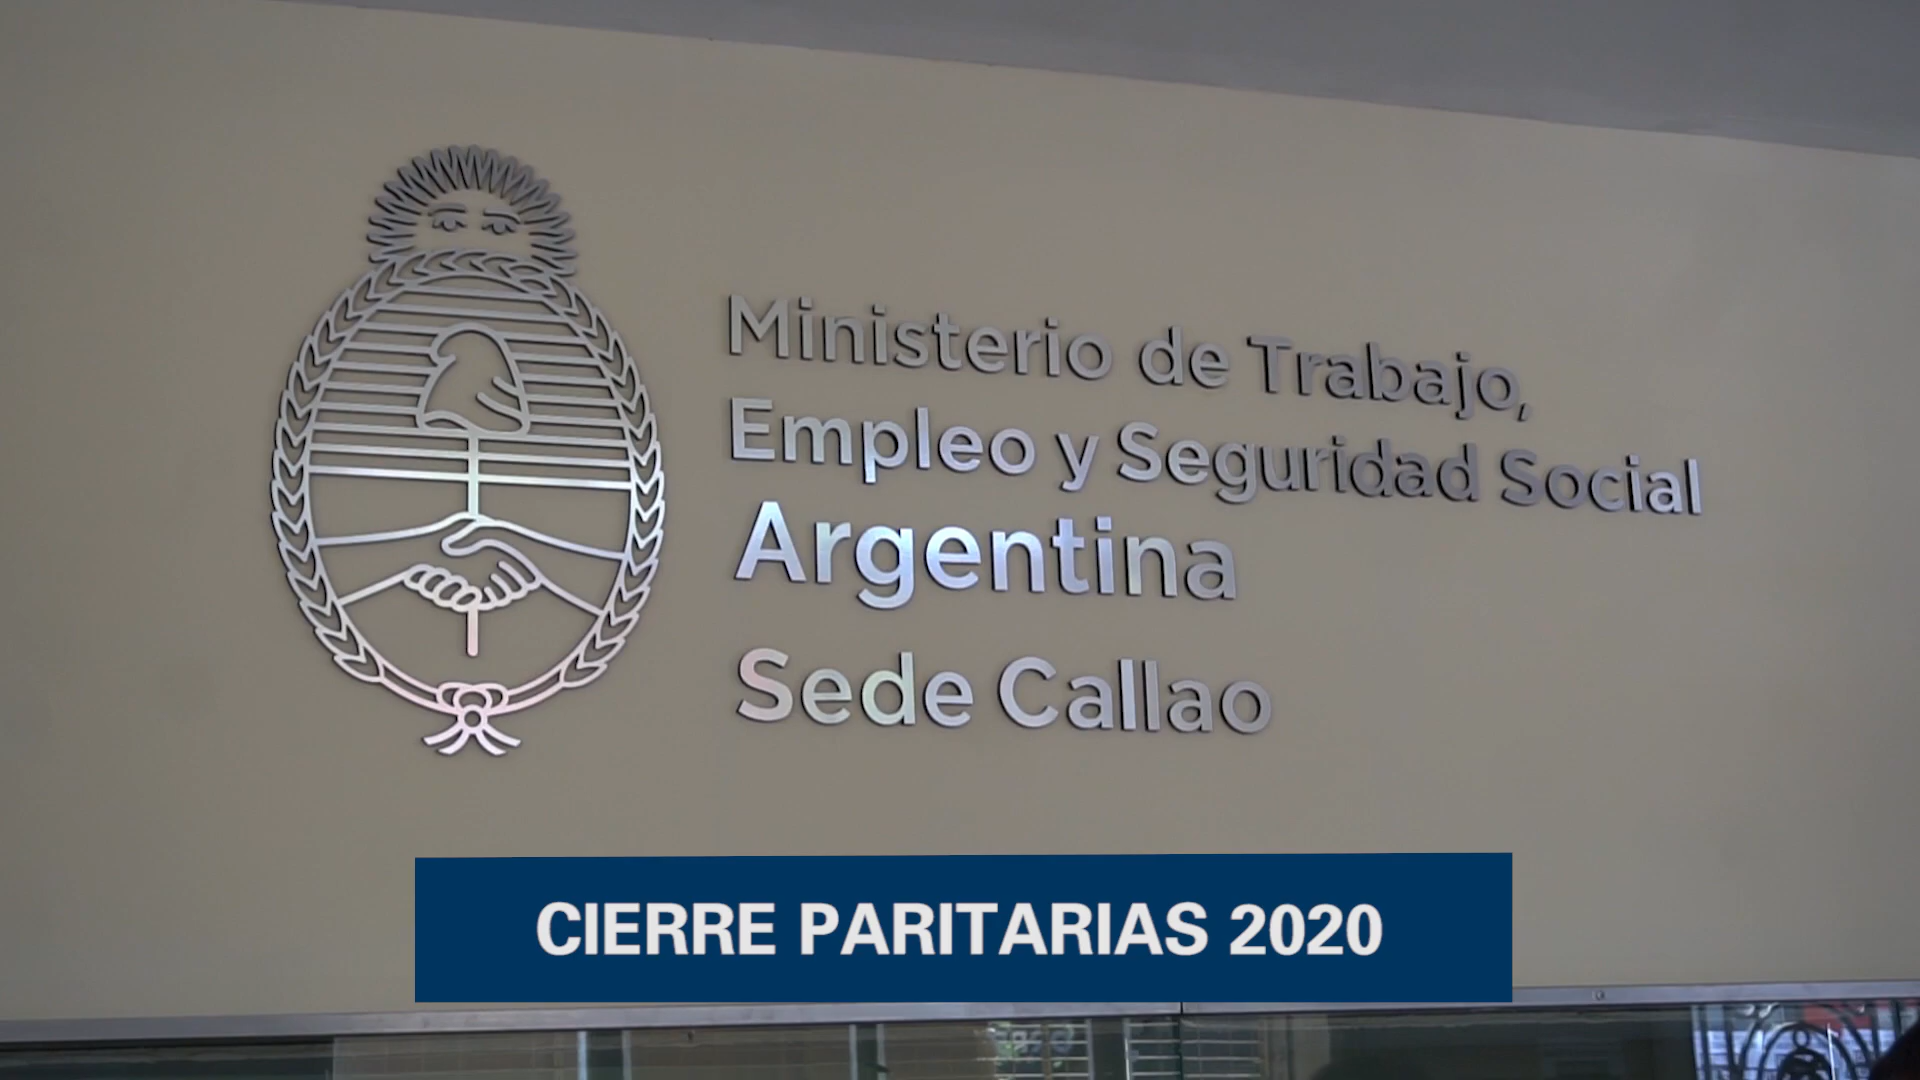 Ministerio de Trabajo,
Empleo y Seguridad Social
Argentina
Sede Callao
CIERRE PARITARIAS 2020